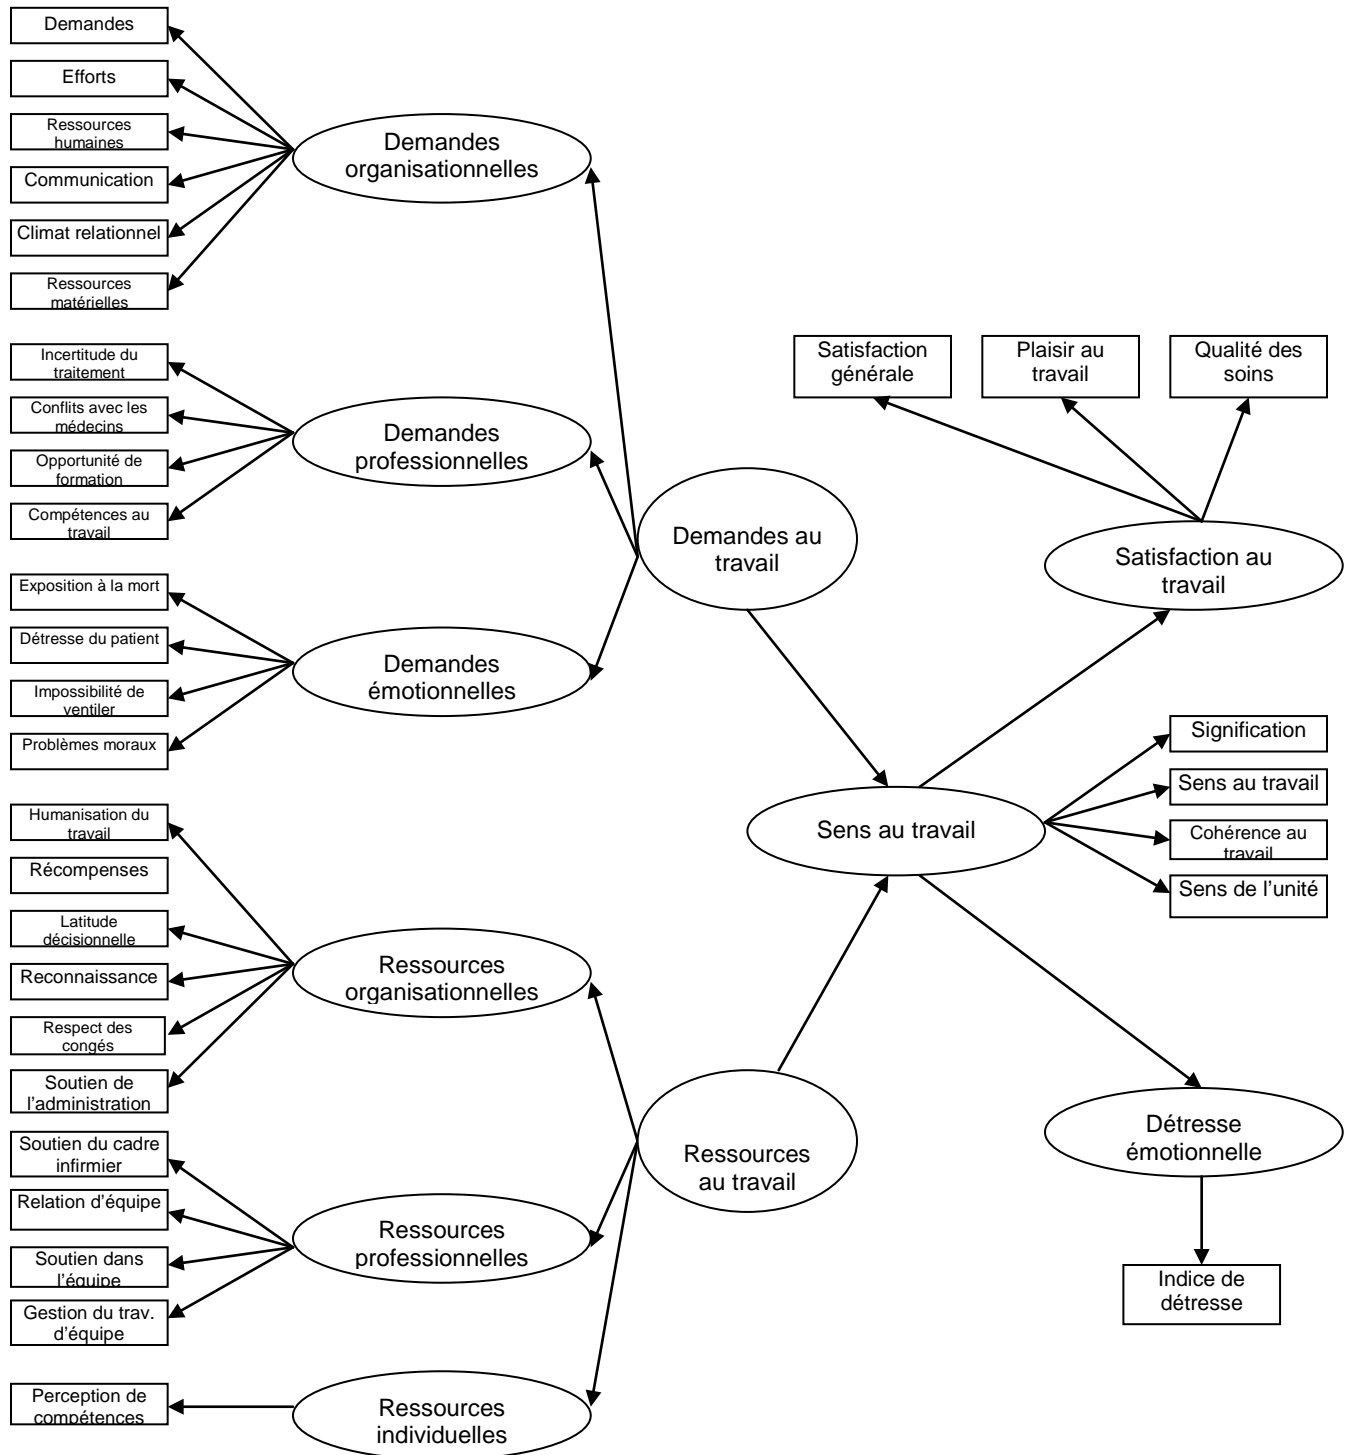 Demandes
Efforts
Ressources
humaines
Communication
Climat relationnel
Ressources
matérielles
Demandes
organisationnelles
Incertitude du
traitement
Conflits avec les
médecins
Opportunité de
formation
Compétences au
travail
Demandes
professionnelles
Exposition à la mort
Détresse du patient
Impossibilité de
ventiler
Problèmes moraux
Demandes
émotionnelles
Demandes au
travail
Satisfaction
générale
Plaisir au
travail
Qualité des
soins
Satisfaction au
travail
Sens au travail
Signification
Sens au travail
Cohérence au
travail
Sens de l'unité
Humanisation du
travail
Récompenses
Latitude
décisionnelle
Reconnaissance
Respect des
congés
Soutien de
l'administration
Ressources
organisationnelles
Soutien du cadre
infirmier
Relation d'équipe
Soutien dans
l'équipe
Gestion du trav.
d'équipe
Ressources
professionnelles
Perception de
compétences
Ressources
individuelles
Ressources
au travail
Détresse
émotionnelle
Indice de
détresse